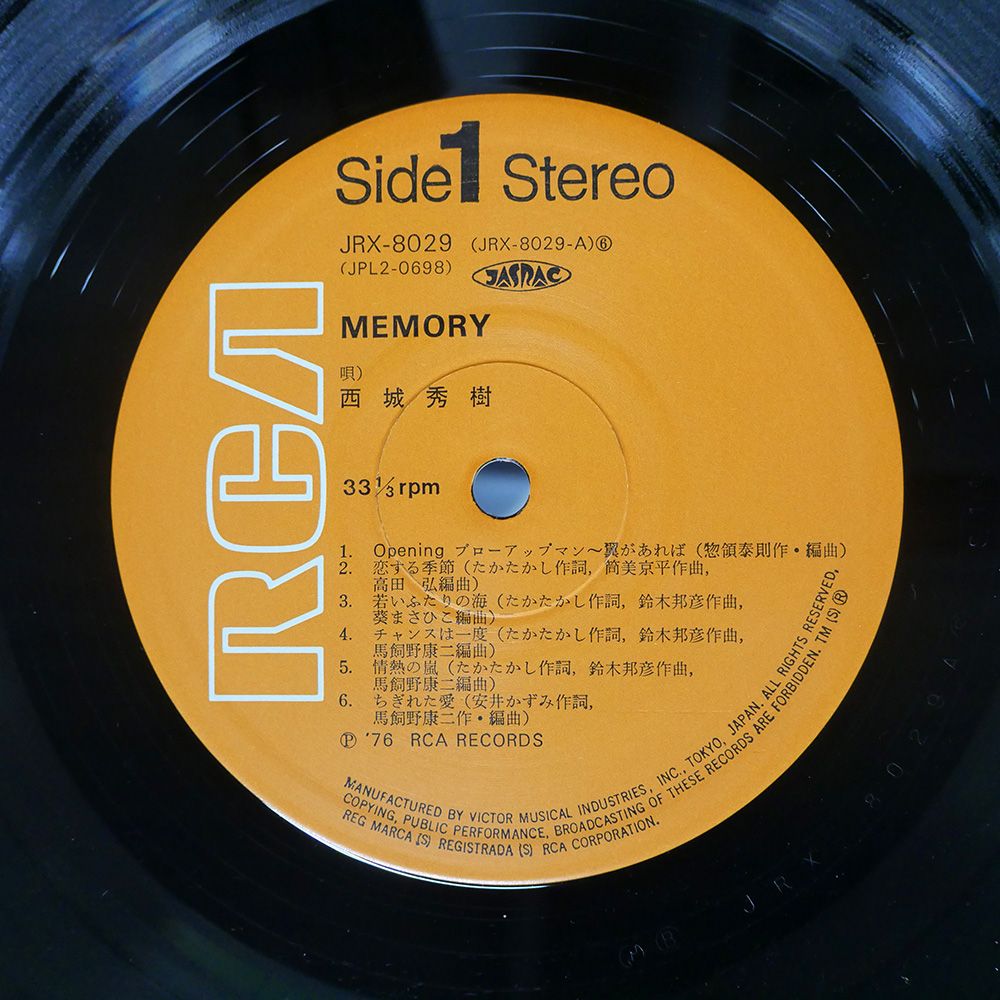 Side 1 Stereo
JRX-8029 (JRX-8029-A)⑥
(JPL2-0698) JASRAC
RCA
MEMORY
唄)
西城秀樹
33 1/3 rpm
1. Opening ブローアップマン〜翼があれば（惣領泰則作・編曲）
2. 恋する季節（たかたかし作詞, 筒美京平作曲,
高田 弘編曲）
3. 若いふたりの海（たかたかし作詞, 鈴木邦彦作曲,
葵まさひこ編曲）
4. チャンスは一度（たかたかし作詞, 鈴木邦彦作曲,
馬飼野康二編曲）
5. 情熱の嵐（たかたかし作詞, 鈴木邦彦作曲,
馬飼野康二編曲）
6. ちぎれた愛（安井かずみ作詞,
馬飼野康二作・編曲）
Ⓟ '76 RCA RECORDS
MANUFACTURED BY VICTOR MUSICAL INDUSTRIES, INC., TOKYO, JAPAN. ALL RIGHTS RESERVED,
COPYING, PUBLIC PERFORMANCE, BROADCASTING OF THESE RECORDS ARE FORBIDDEN. TM (S) ®
REG MARCA (S) REGISTRADA (S) RCA CORPORATION.